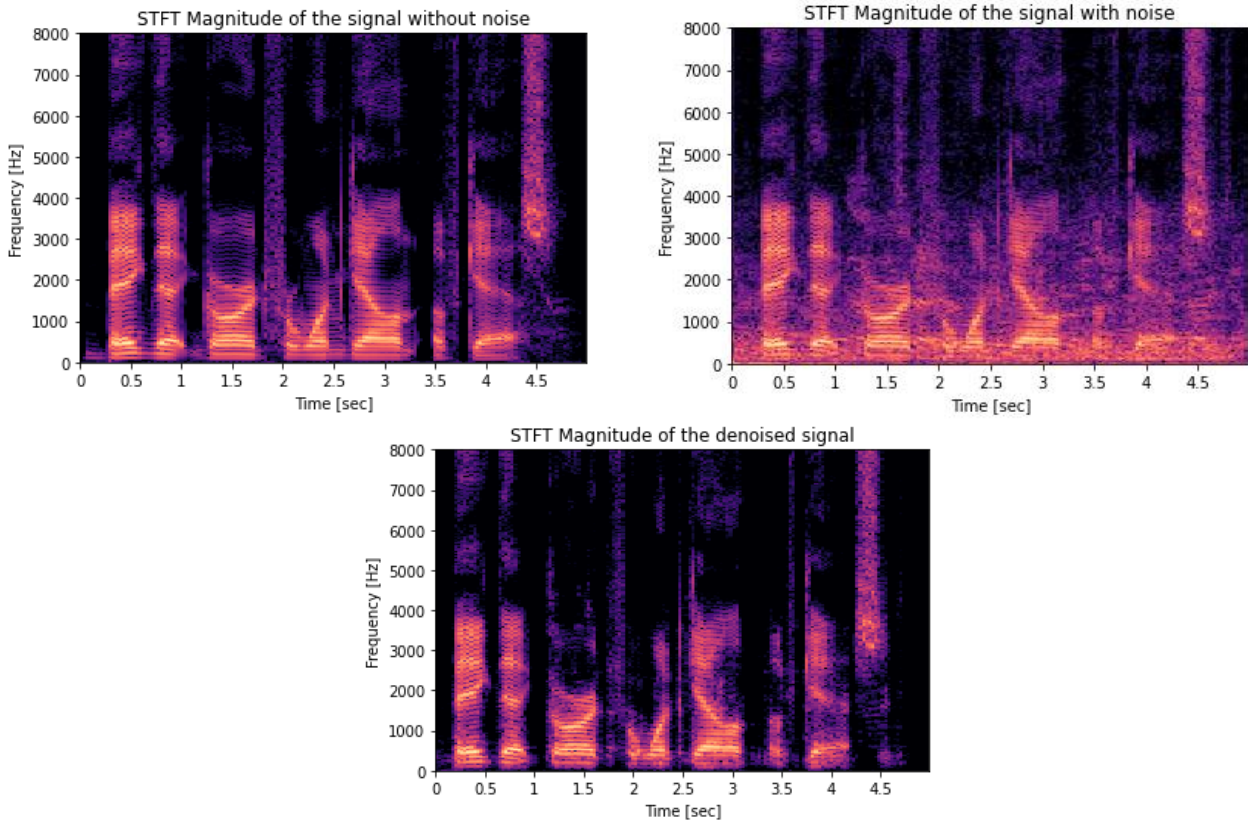 STFT Magnitude of the signal without noise
8000
7000
6000
5000
4000
3000
2000
1000
0
Frequency [Hz]
0 0.5 1 1.5 2 2.5 3 3.5 4 4.5
Time [sec]
STFT Magnitude of the signal with noise
8000
7000
6000
5000
4000
3000
2000
1000
0
Frequency [Hz]
0 0.5 1 1.5 2 2.5 3 3.5 4 4.5
Time [sec]
STFT Magnitude of the denoised signal
8000
7000
6000
5000
4000
3000
2000
1000
0
Frequency [Hz]
0 0.5 1 1.5 2 2.5 3 3.5 4 4.5
Time [sec]